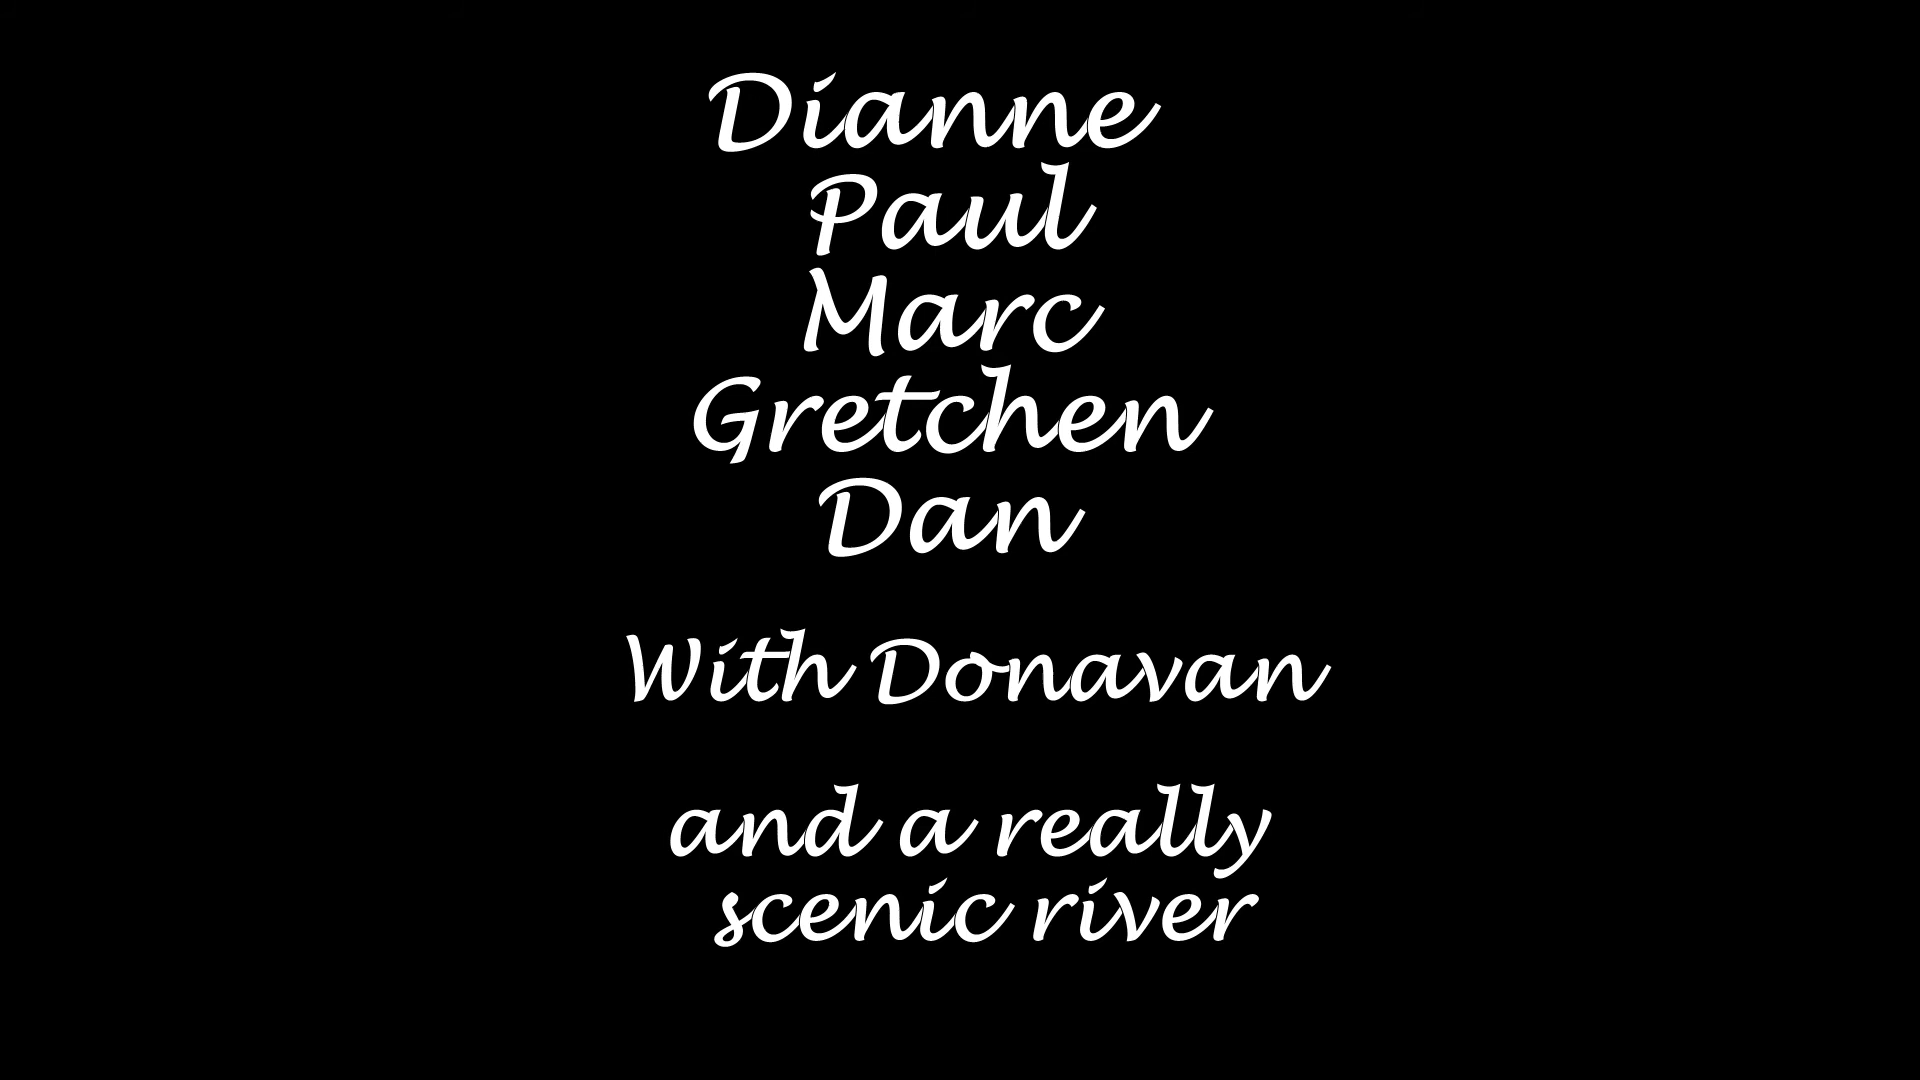 Dianne
Paul
Marc
Gretchen
Dan
With Donavan
and a really
scenic river